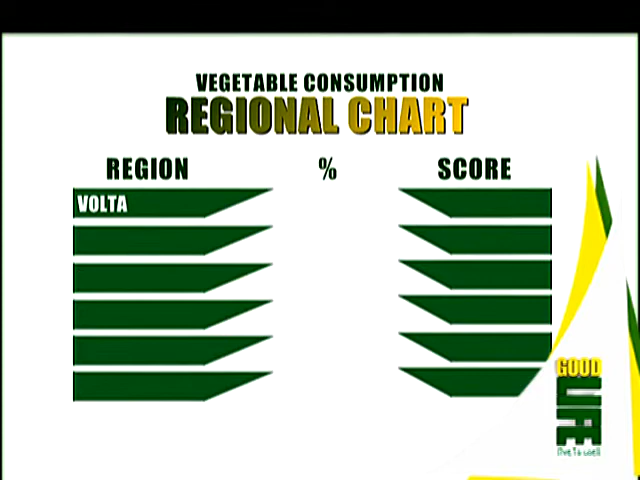 VEGETABLE CONSUMPTION
REGIONAL CHART
REGION % SCORE
VOLTA
GOOD
LIFE